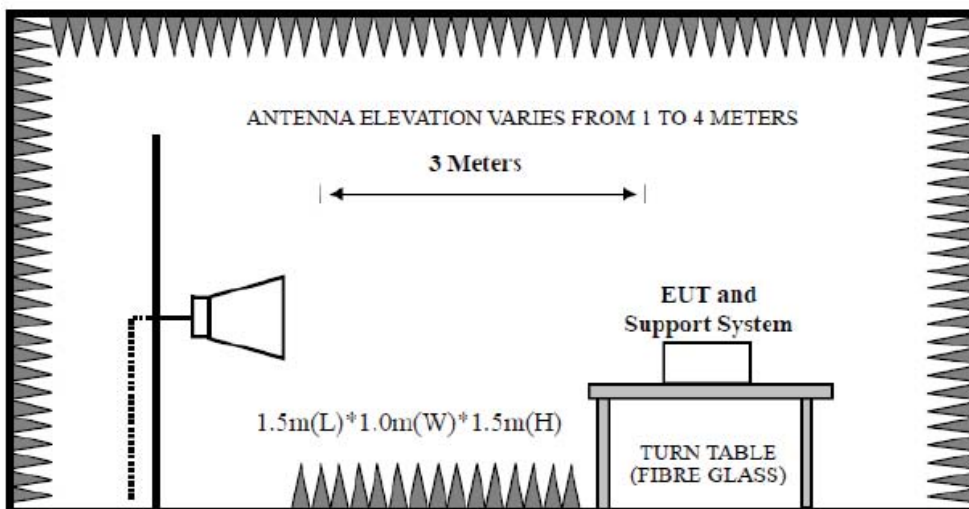 ANTENNA ELEVATION VARIES FROM 1 TO 4 METERS
3 Meters
EUT and
Support System
1.5m(L)*1.0m(W)*1.5m(H)
TURN TABLE
(FIBRE GLASS)